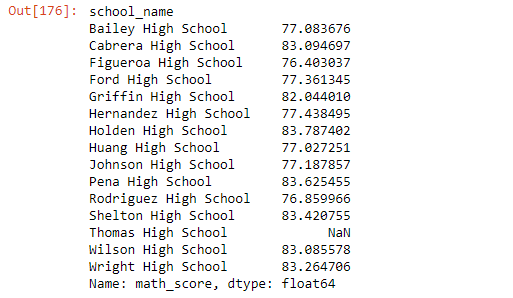 Out[176]: school_name
Bailey High School 77.083676
Cabrera High School 83.094697
Figueroa High School 76.403037
Ford High School 77.361345
Griffin High School 82.044010
Hernandez High School 77.438495
Holden High School 83.787402
Huang High School 77.027251
Johnson High School 77.187857
Pena High School 83.625455
Rodriguez High School 76.859966
Shelton High School 83.420755
Thomas High School NaN
Wilson High School 83.085578
Wright High School 83.264706
Name: math_score, dtype: float64